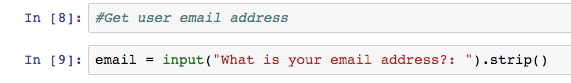 In [8]: #Get user email address
In [9]: email = input("What is your email address?: ").strip()